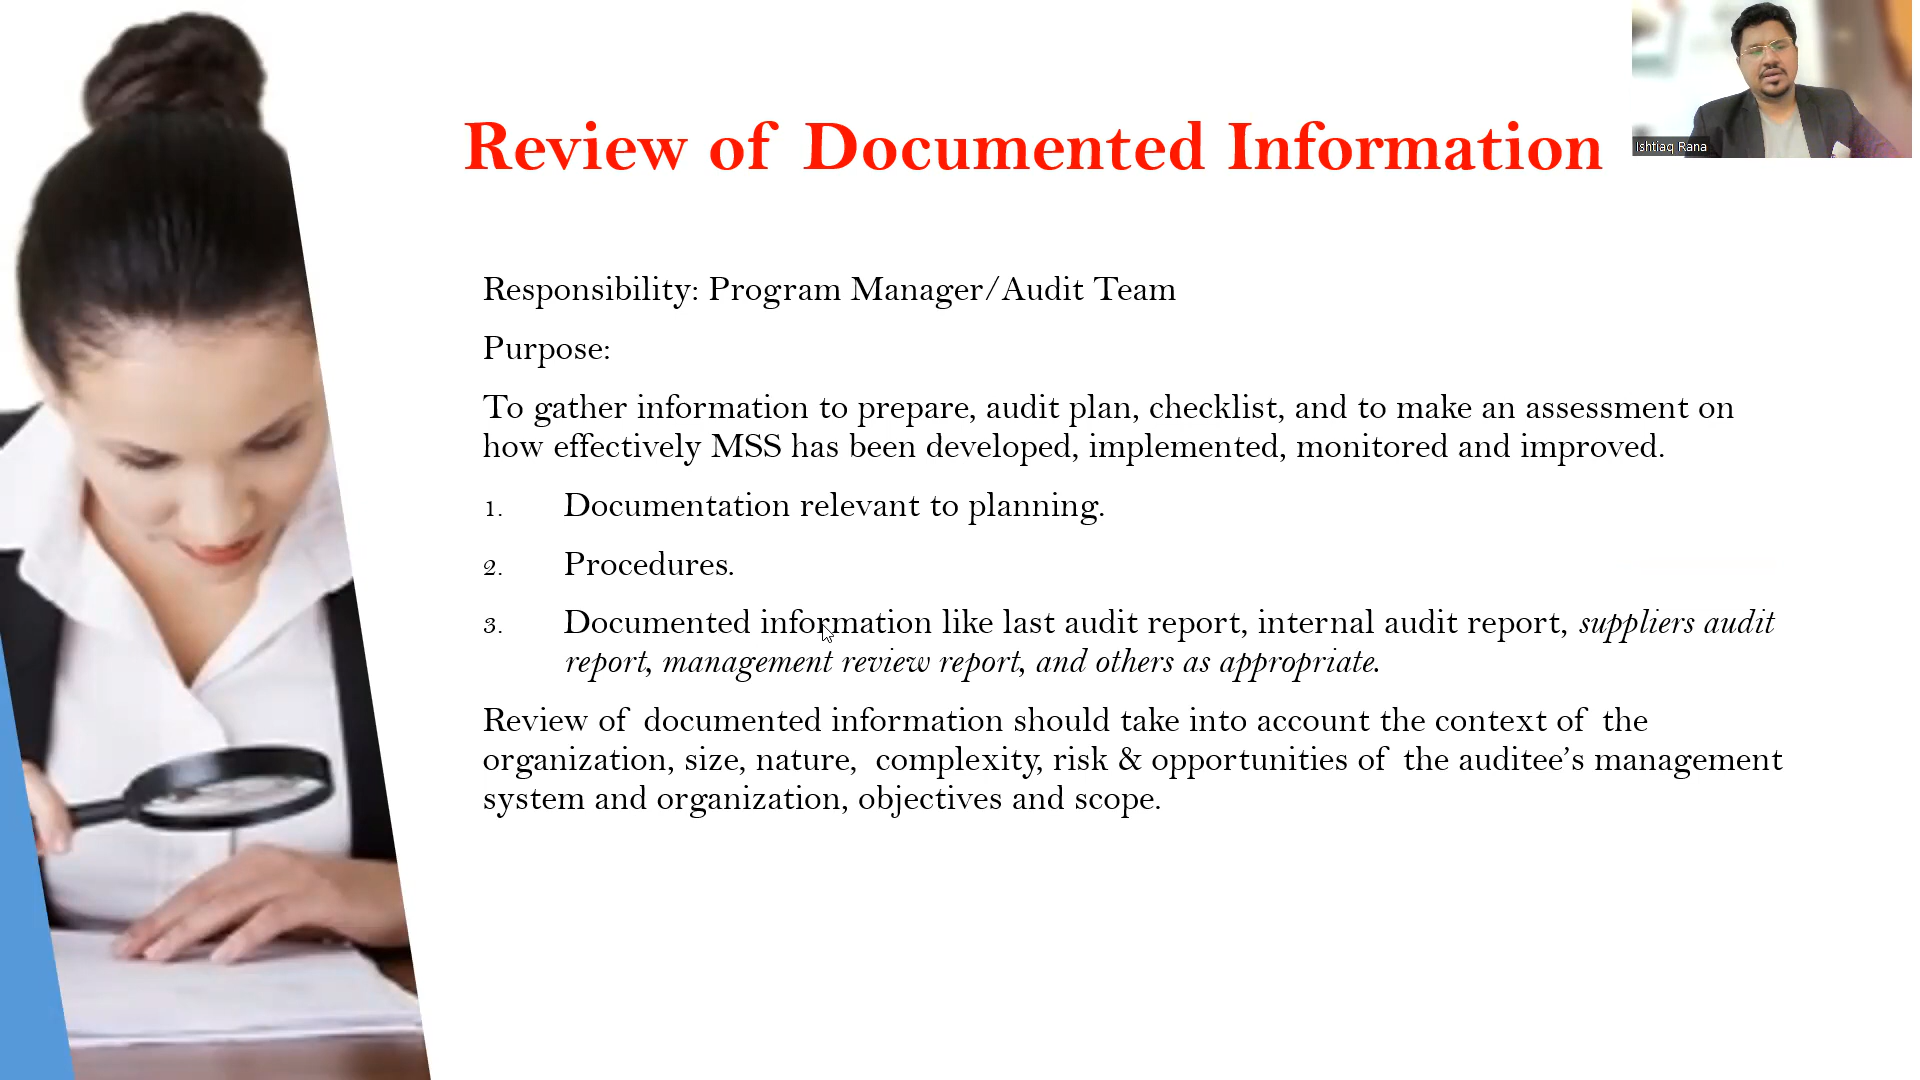 Review of Documented Information
Ishtiaq Rana
Responsibility: Program Manager/Audit Team
Purpose:
To gather information to prepare, audit plan, checklist, and to make an assessment on
how effectively MSS has been developed, implemented, monitored and improved.
1. Documentation relevant to planning.
2. Procedures.
3. Documented information like last audit report, internal audit report, suppliers audit
report, management review report, and others as appropriate.
Review of documented information should take into account the context of the
organization, size, nature, complexity, risk & opportunities of the auditee’s management
system and organization, objectives and scope.